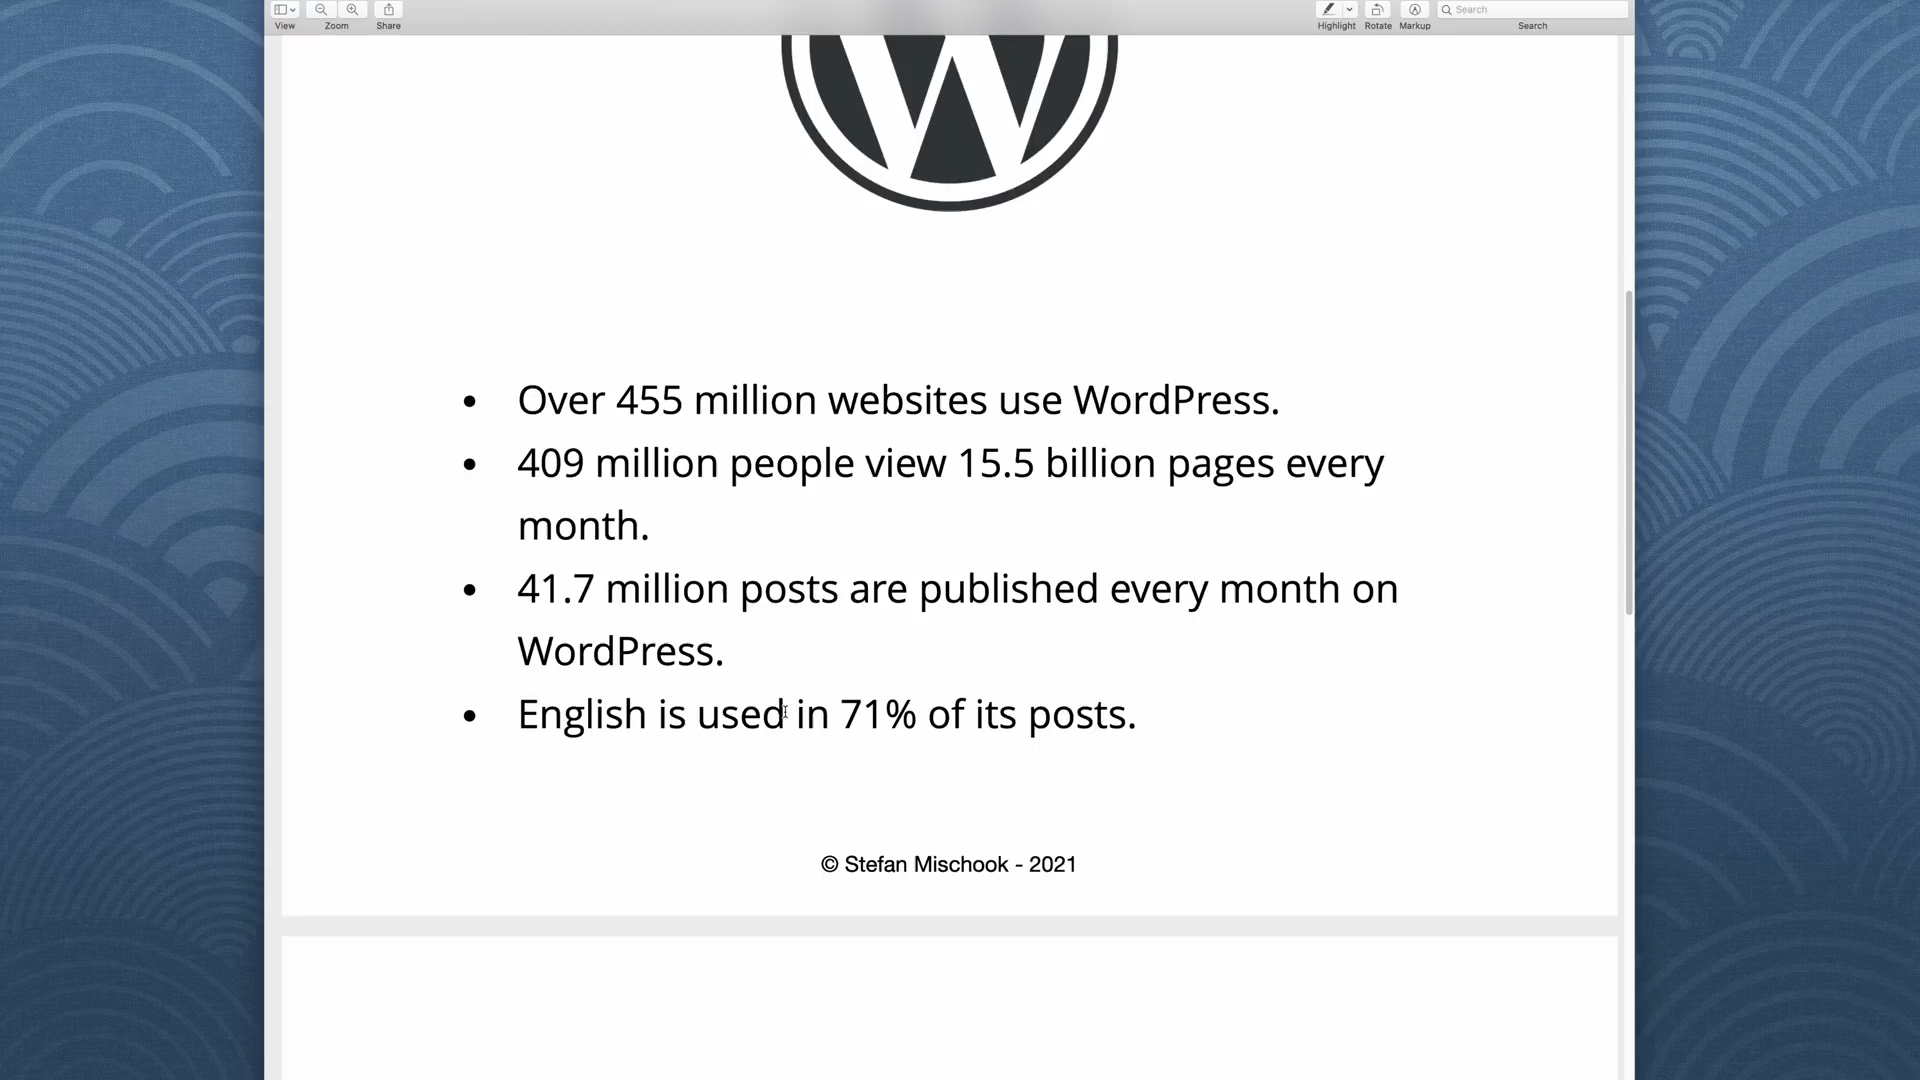 View Zoom Share Highlight Rotate Markup Search Search
W
• Over 455 million websites use WordPress.
• 409 million people view 15.5 billion pages every
month.
• 41.7 million posts are published every month on
WordPress.
• English is used in 71% of its posts.
© Stefan Mischook - 2021